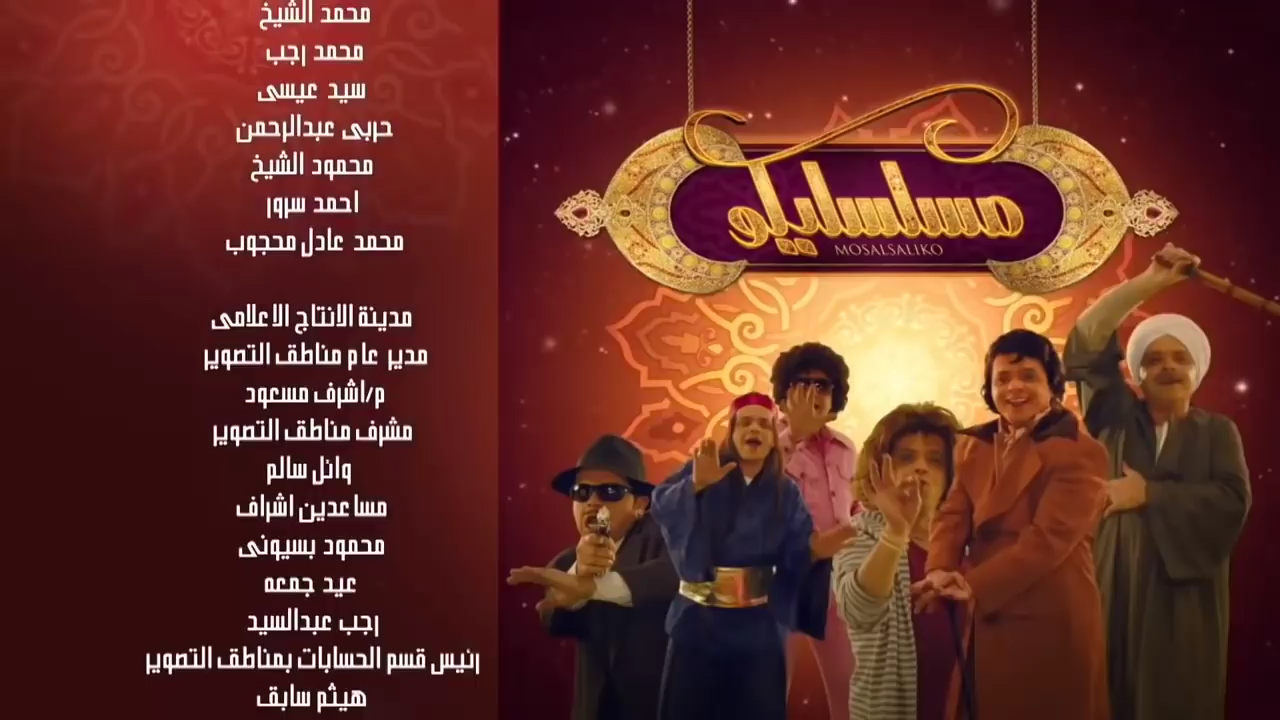 محمد الشيخ
محمد رجب
سيد عيسى
حربى عبدالرحمن
محمود الشيخ
احمد سرور
محمد عادل محجوب
مدينة الانتاج الاعلامى
مدير عام مناطق التصوير
م/اشرف مسعود
مشرف مناطق التصوير
وائل سالم
مساعدين اشراف
محمود بسيونى
عيد جمعه
رجب عبدالسيد
رئيس قسم الحسابات بمناطق التصوير
هيثم سابق
مسلسليكو
MOSALSALIKO